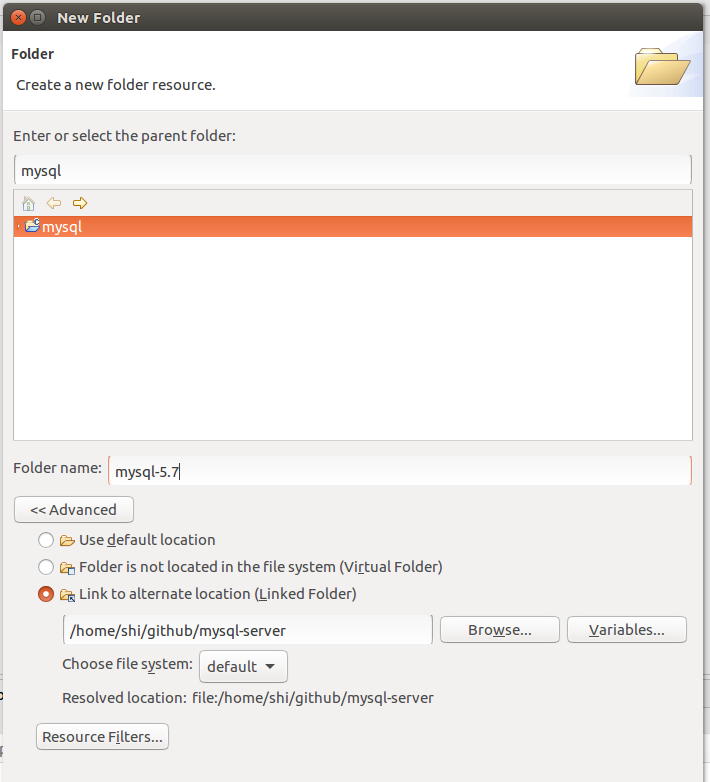 New Folder
Folder
Create a new folder resource.
Enter or select the parent folder:
mysql
mysql
Folder name: mysql-5.7
<< Advanced
Use default location
Folder is not located in the file system (Virtual Folder)
Link to alternate location (Linked Folder)
/home/shi/github/mysql-server Browse... Variables...
Choose file system: default
Resolved location: file:/home/shi/github/mysql-server
Resource Filters...